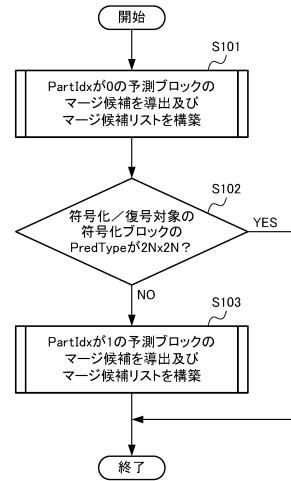 開始
S101
PartIdxが0の予測ブロックの
マージ候補を導出及び
マージ候補リストを構築
S102
符号化／復号対象の
符号化ブロックの
PredTypeが2Nx2N？
YES
NO
S103
PartIdxが1の予測ブロックの
マージ候補を導出及び
マージ候補リストを構築
終了